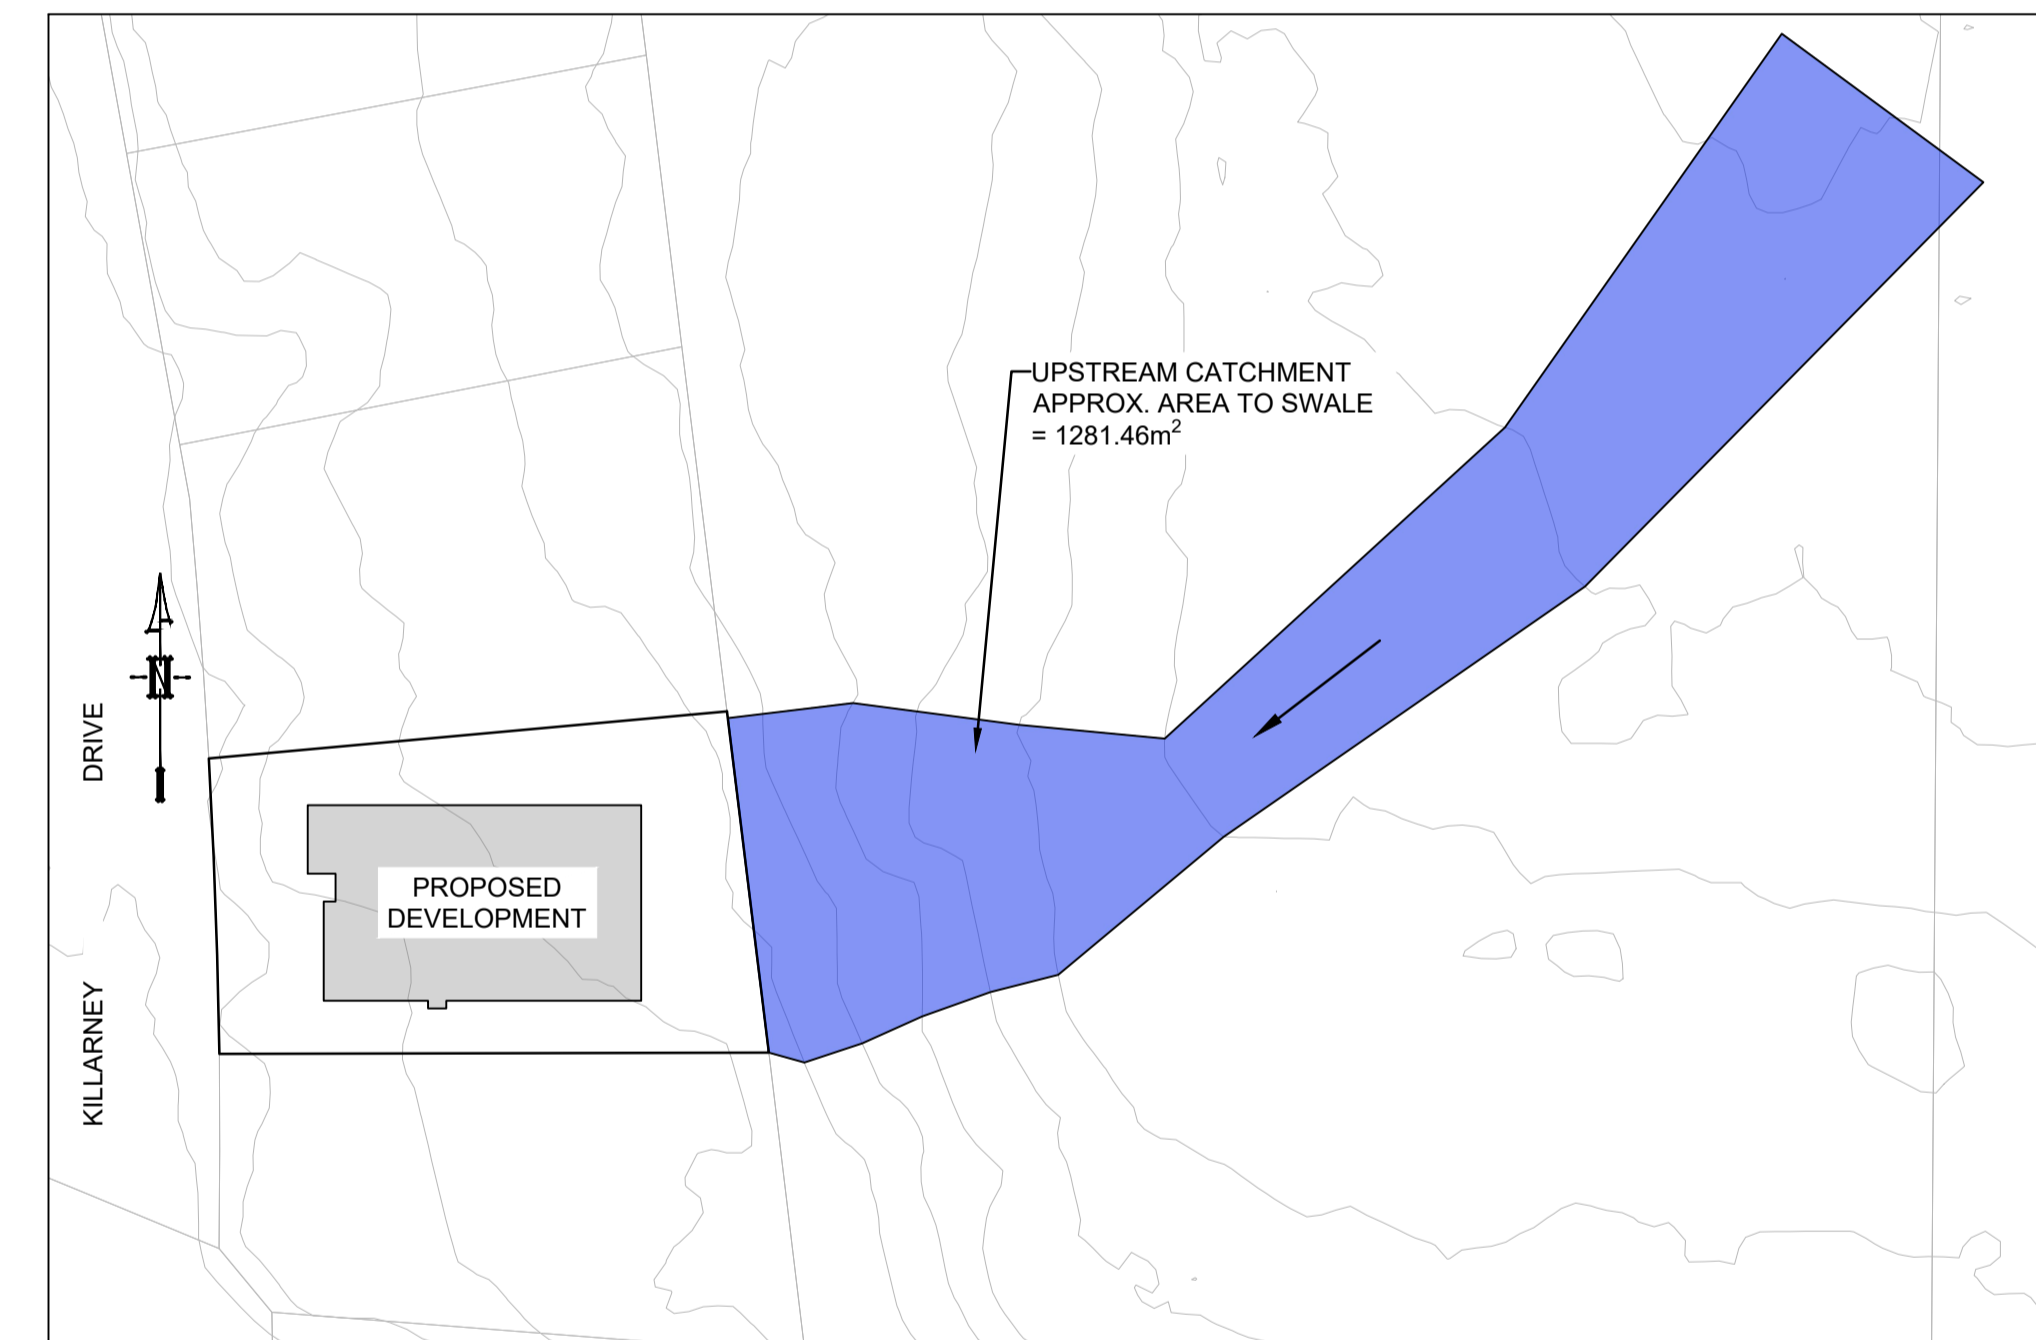 UPSTREAM CATCHMENT
APPROX. AREA TO SWALE
= 1281.46m²
N
PROPOSED
DEVELOPMENT
KILLARNEY DRIVE